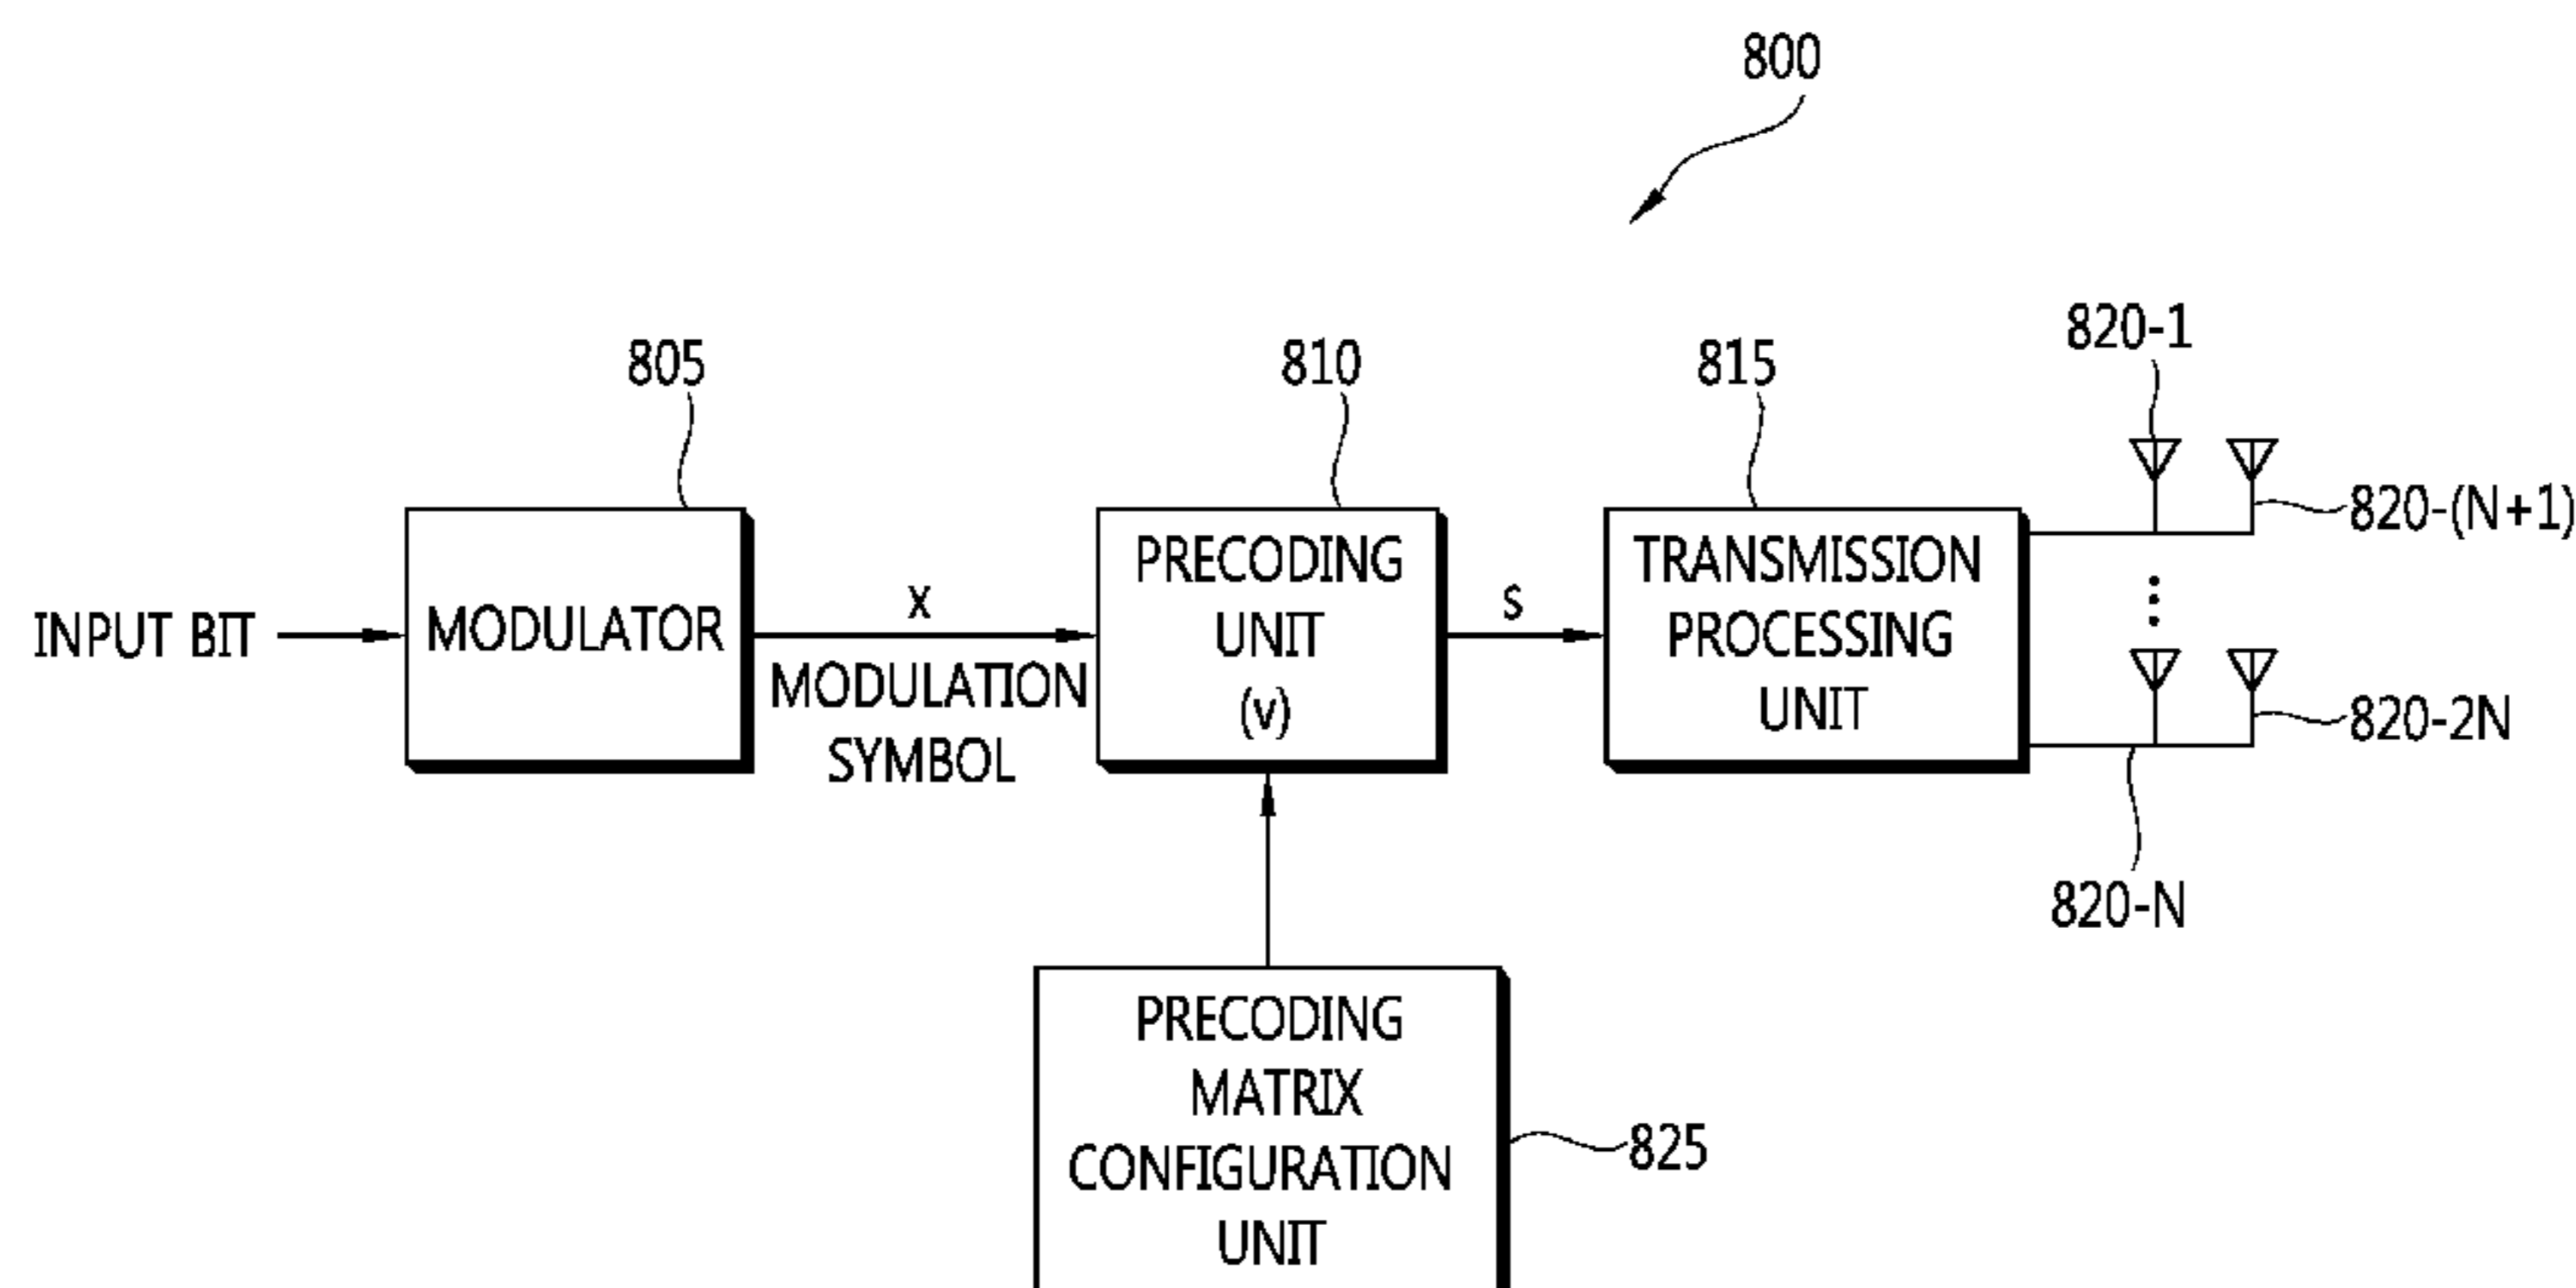 800
820-1
805
810
815
820-(N+1)
INPUT BIT
MODULATOR
x
MODULATION
SYMBOL
PRECODING
UNIT
(v)
s
TRANSMISSION
PROCESSING
UNIT
820-2N
820-N
PRECODING
MATRIX
CONFIGURATION
UNIT
825